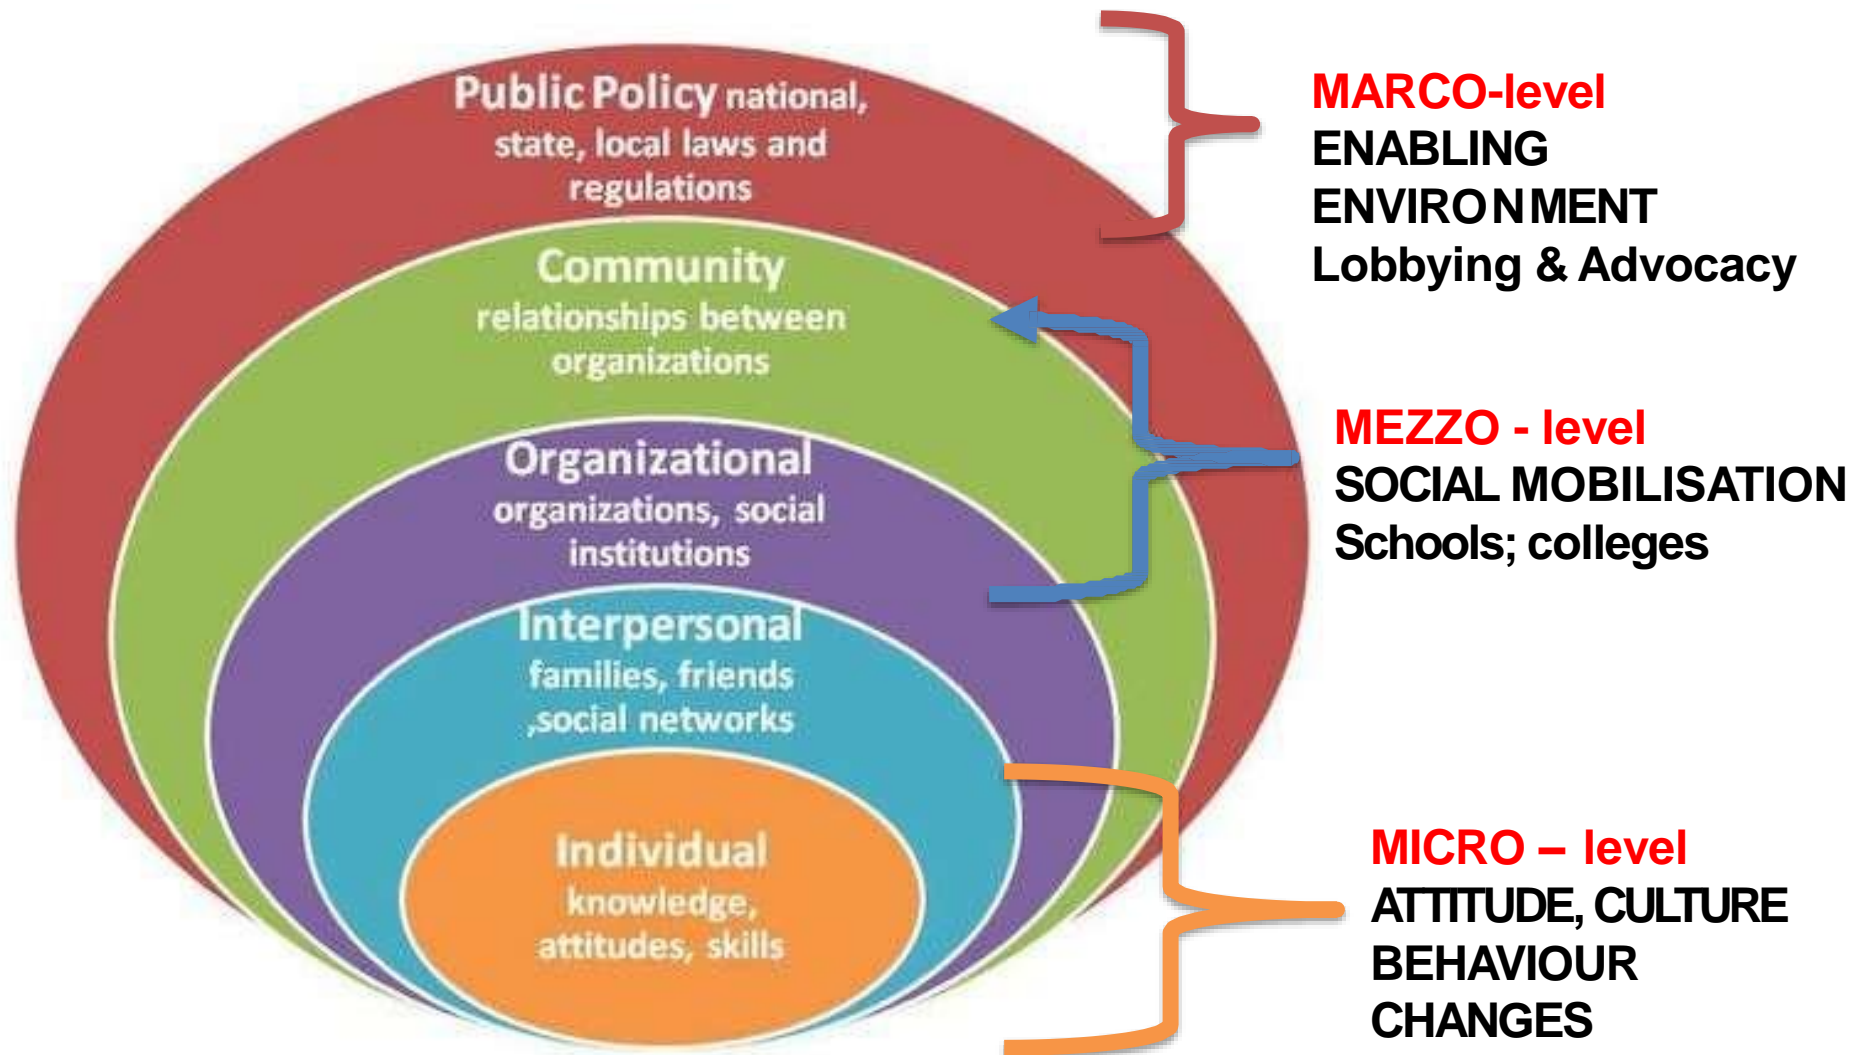 Public Policy national,
state, local laws and
regulations
Community
relationships between
organizations
Organizational
organizations, social
institutions
Interpersonal
families, friends
,social networks
Individual
knowledge,
attitudes, skills
MARCO-level
ENABLING
ENVIRONMENT
Lobbying & Advocacy
MEZZO - level
SOCIAL MOBILISATION
Schools; colleges
MICRO – level
ATTITUDE, CULTURE
BEHAVIOUR
CHANGES